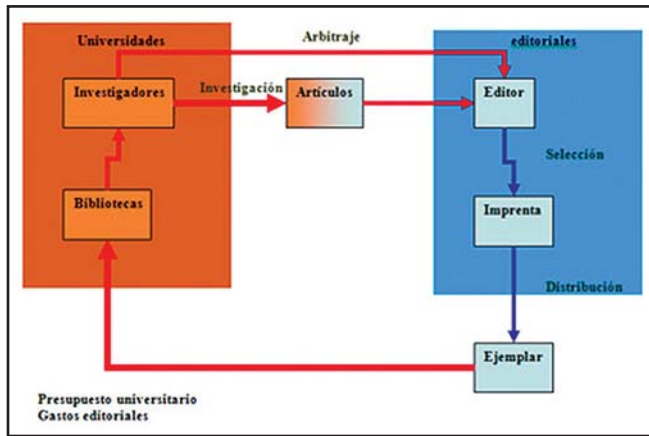 Universidades
Arbitraje
editoriales
Investigadores
Investigación
Artículos
Editor
Selección
Bibliotecas
Imprenta
Distribución
Ejemplar
Presupuesto universitario
Gastos editoriales